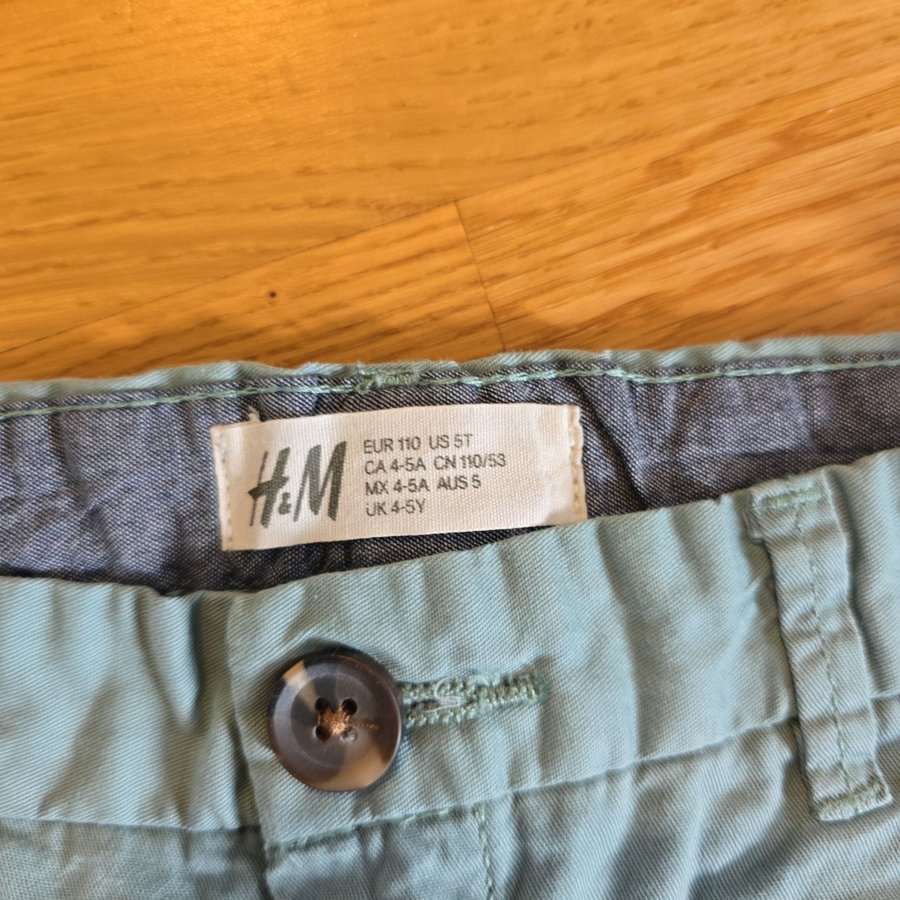 H&M
EUR 110 US 5T
CA 4-5A CN 110/53
MX 4-5A AUS 5
UK 4-5Y